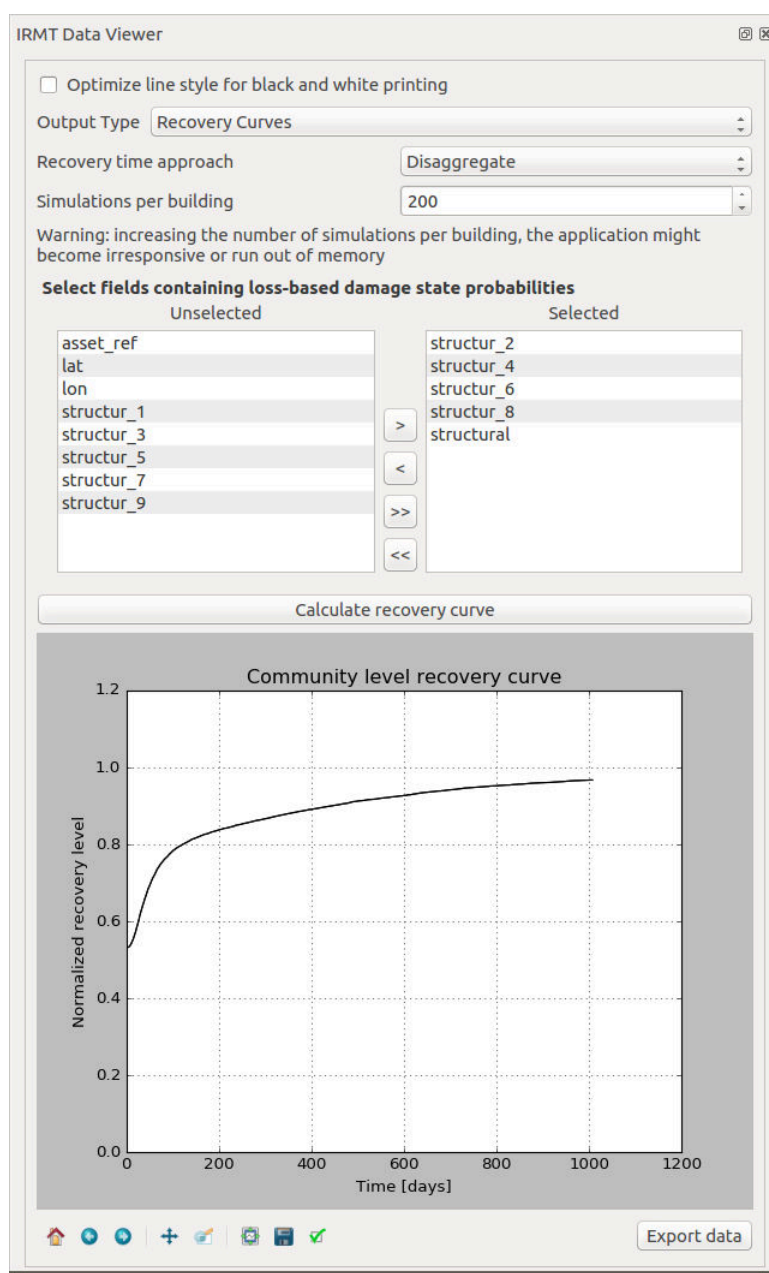 IRMT Data Viewer
Optimize line style for black and white printing
Output Type Recovery Curves
Recovery time approach Disaggregate
Simulations per building 200
Warning: increasing the number of simulations per building, the application might
become irresponsive or run out of memory
Select fields containing loss-based damage state probabilities
Unselected Selected
asset_ref structur_2
lat structur_4
lon structur_6
structur_1 structur_8
structur_3 structural
structur_5
structur_7
structur_9
>
<
>>
<<
Calculate recovery curve
Community level recovery curve
1.2
1.0
0.8
0.6
0.4
0.2
0.0
Normalized recovery level
0 200 400 600 800 1000 1200
Time [days]
Export data